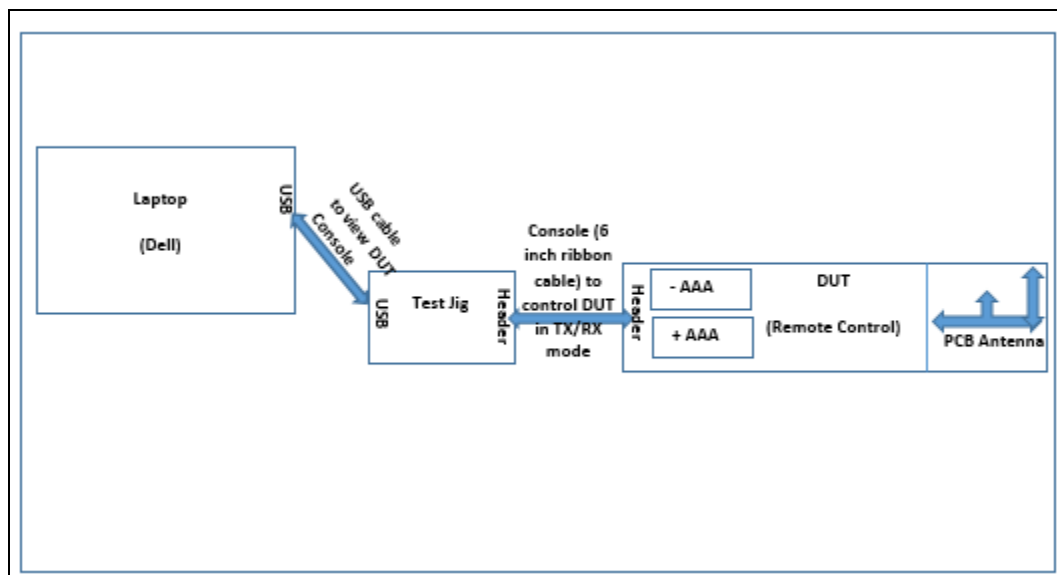 Laptop
(Dell)
USB
USB cable
to view DUT
Console
USB
Test Jig
Header
Console (6
inch ribbon
cable) to
control DUT
in TX/RX
mode
Header
- AAA
+ AAA
DUT
(Remote Control)
PCB Antenna